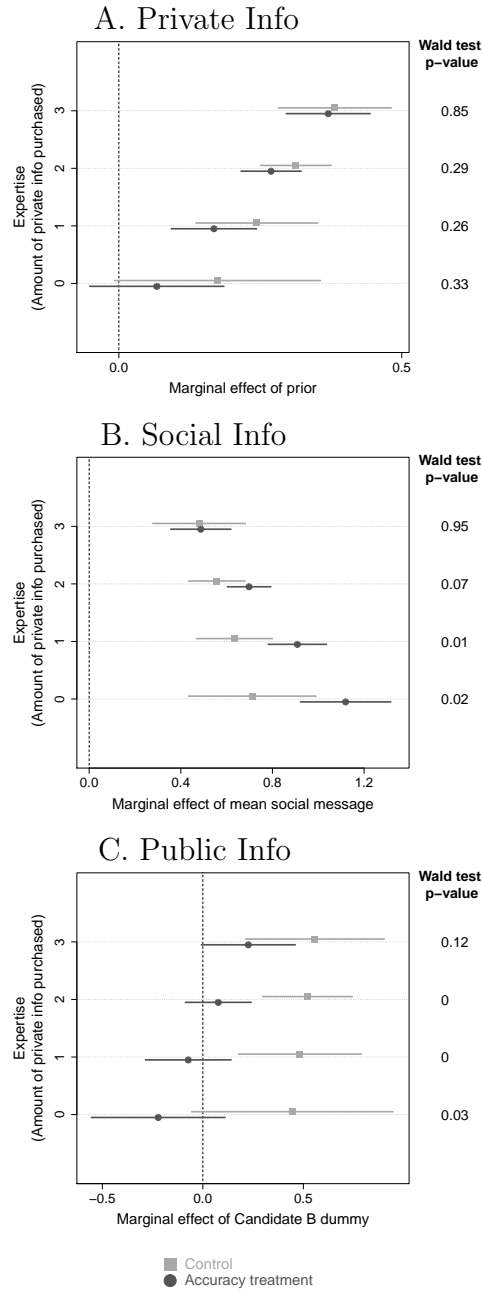 A. Private Info
Wald test
p−value
Expertise
(Amount of private info purchased)
3
2
1
0
0.85
0.29
0.26
0.33
0.0
0.5
Marginal effect of prior
B. Social Info
Wald test
p−value
Expertise
(Amount of private info purchased)
3
2
1
0
0.95
0.07
0.01
0.02
0.0
0.4
0.8
1.2
Marginal effect of mean social message
C. Public Info
Wald test
p−value
Expertise
(Amount of private info purchased)
3
2
1
0
0.12
0
0
0.03
−0.5
0.0
0.5
Marginal effect of Candidate B dummy
Control
Accuracy treatment